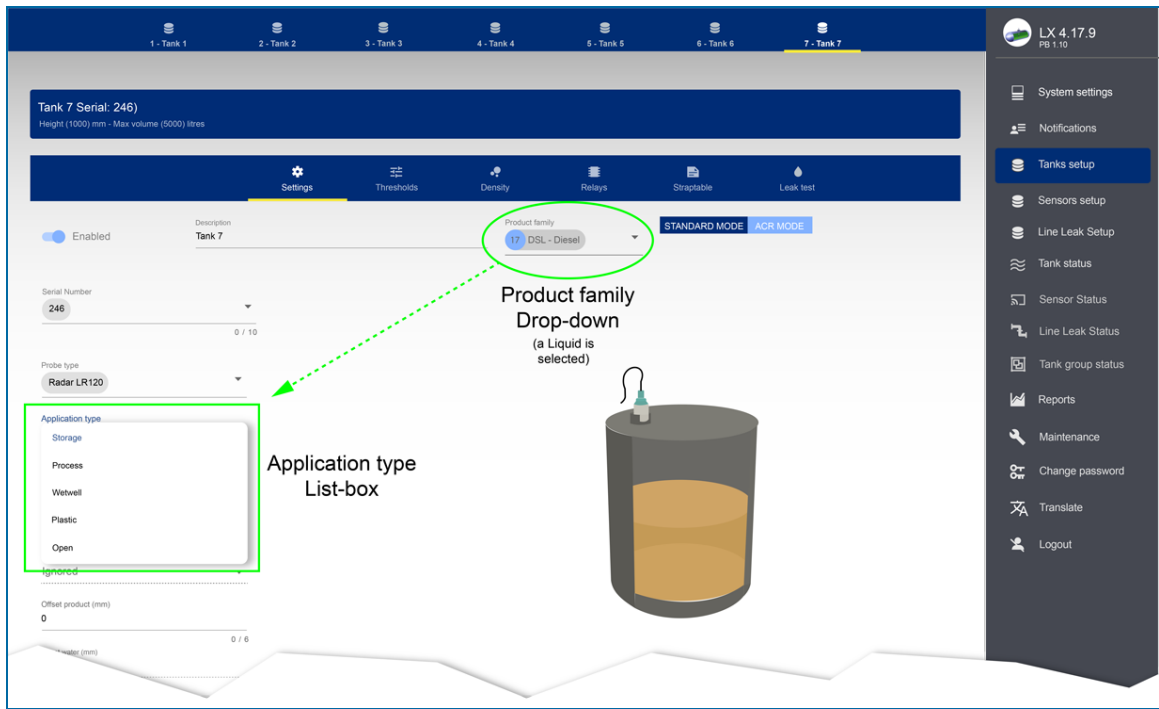 1 - Tank 1
2 - Tank 2
3 - Tank 3
4 - Tank 4
5 - Tank 5
6 - Tank 6
7 - Tank 7
LX 4.17.9
PB 1.10
Tank 7 Serial: 246)
Height (1000) mm - Max volume (5000) litres
Settings
Thresholds
Density
Relays
Straptable
Leak test
Enabled
Description
Tank 7
Product family
17 DSL - Diesel
STANDARD MODE
ACR MODE
Serial Number
246
0 / 10
Probe type
Radar LR120
Application type
Storage
Process
Wetwell
Plastic
Open
Ignored
Offset product (mm)
0
0 / 6
water (mm)
Product family
Drop-down
(a Liquid is
selected)
Application type
List-box
System settings
Notifications
Tanks setup
Sensors setup
Line Leak Setup
Tank status
Sensor Status
Line Leak Status
Tank group status
Reports
Maintenance
Change password
Translate
Logout